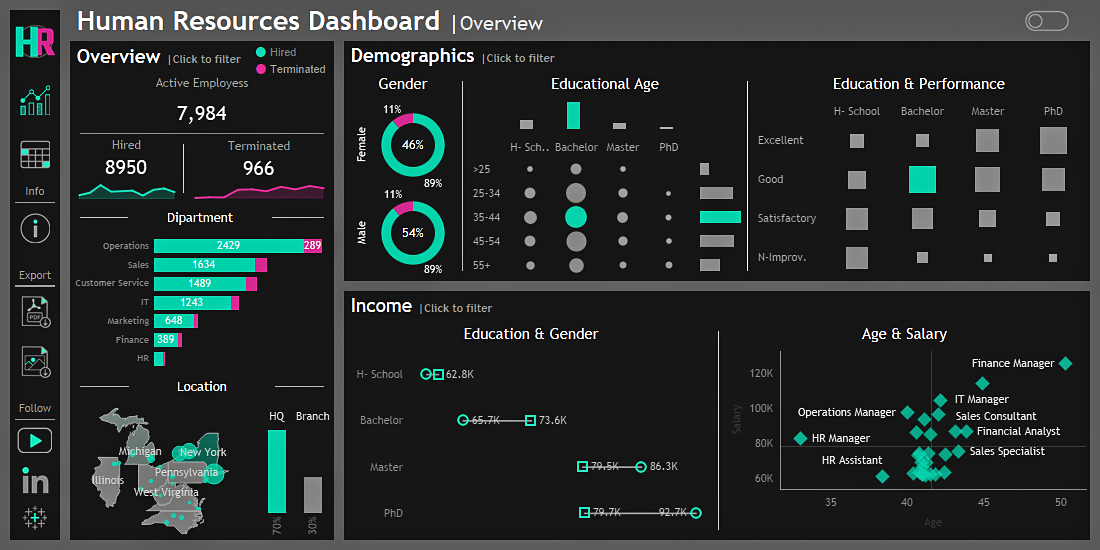 Human Resources Dashboard |Overview
HR
Info
Export
PDF
Follow
in
Overview |Click to filter
Hired
Terminated
Active Employess
7,984
Hired
8950
Terminated
966
Dipartment
Operations 2429 289
Sales 1634
Customer Service 1489
IT 1243
Marketing 648
Finance 389
HR
Location
Michigan
New York
Illinois
Pennsylvania
West Virginia
HQ Branch
70% 30%
Demographics |Click to filter
Gender
Female
11%
46%
89%
Male
11%
54%
89%
Educational Age
H- Sch.. Bachelor Master PhD
>25
25-34
35-44
45-54
55+
Education & Performance
H- School Bachelor Master PhD
Excellent
Good
Satisfactory
N-Improv.
Income |Click to filter
Education & Gender
H- School 62.8K
Bachelor 65.7K 73.6K
Master 79.5K 86.3K
PhD 79.7K 92.7K
Age & Salary
Salary
120K
100K
80K
60K
Finance Manager
IT Manager
Operations Manager
Sales Consultant
Financial Analyst
HR Manager
Sales Specialist
HR Assistant
35 40 45 50
Age